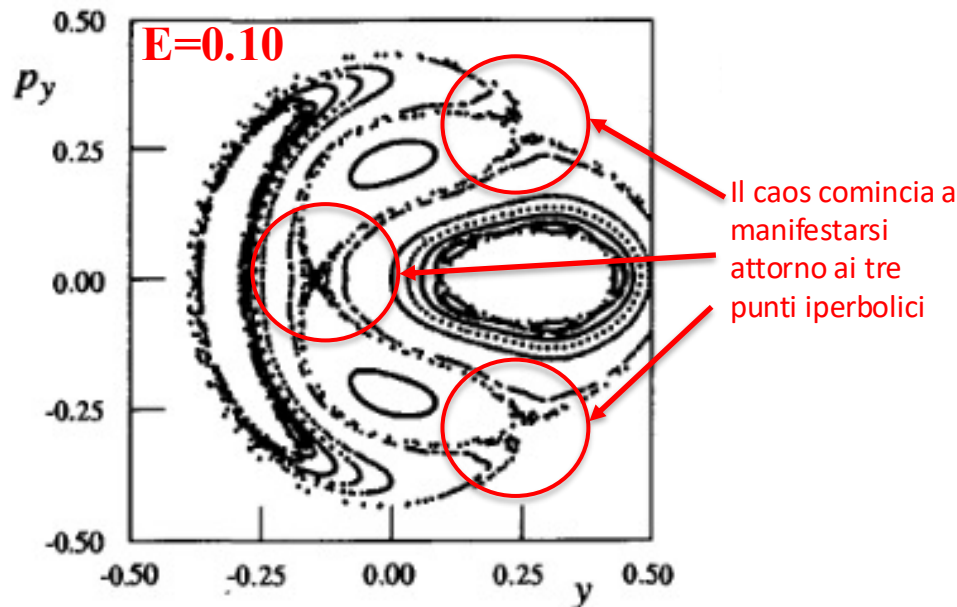 E=0.10
0.50
py
0.25
0.00
-0.25
-0.50
-0.50
-0.25
0.00
0.25
y
0.50
Il caos comincia a
manifestarsi
attorno ai tre
punti iperbolici